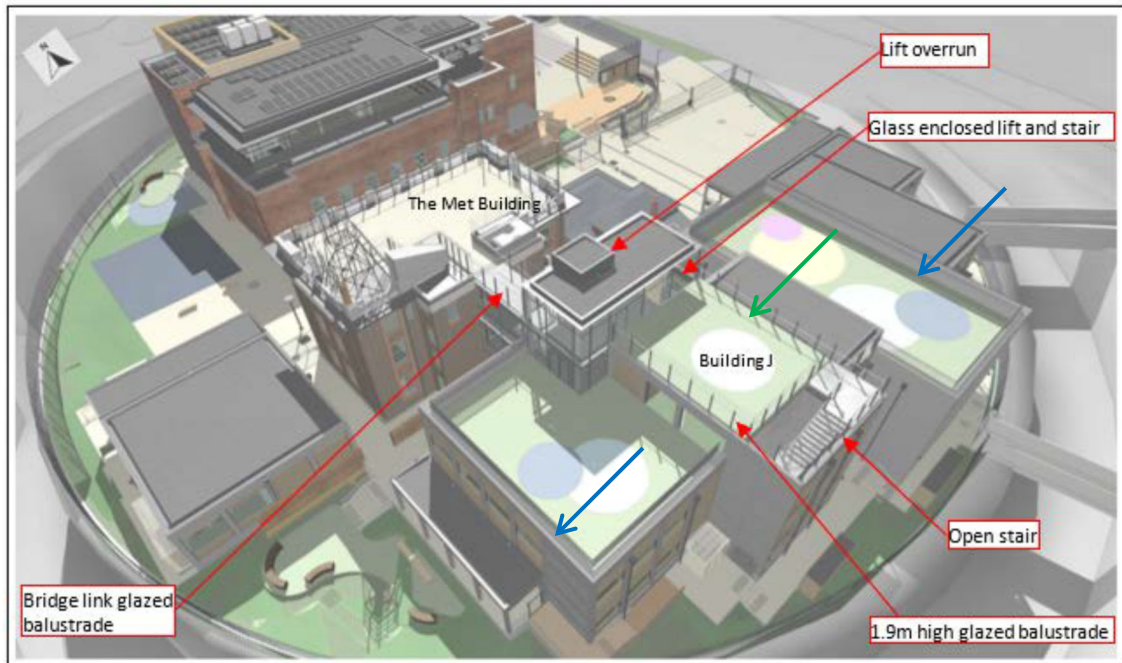 N
Lift overrun
Glass enclosed lift and stair
The Met Building
Building J
Open stair
Bridge link glazed
balustrade
1.9m high glazed balustrade